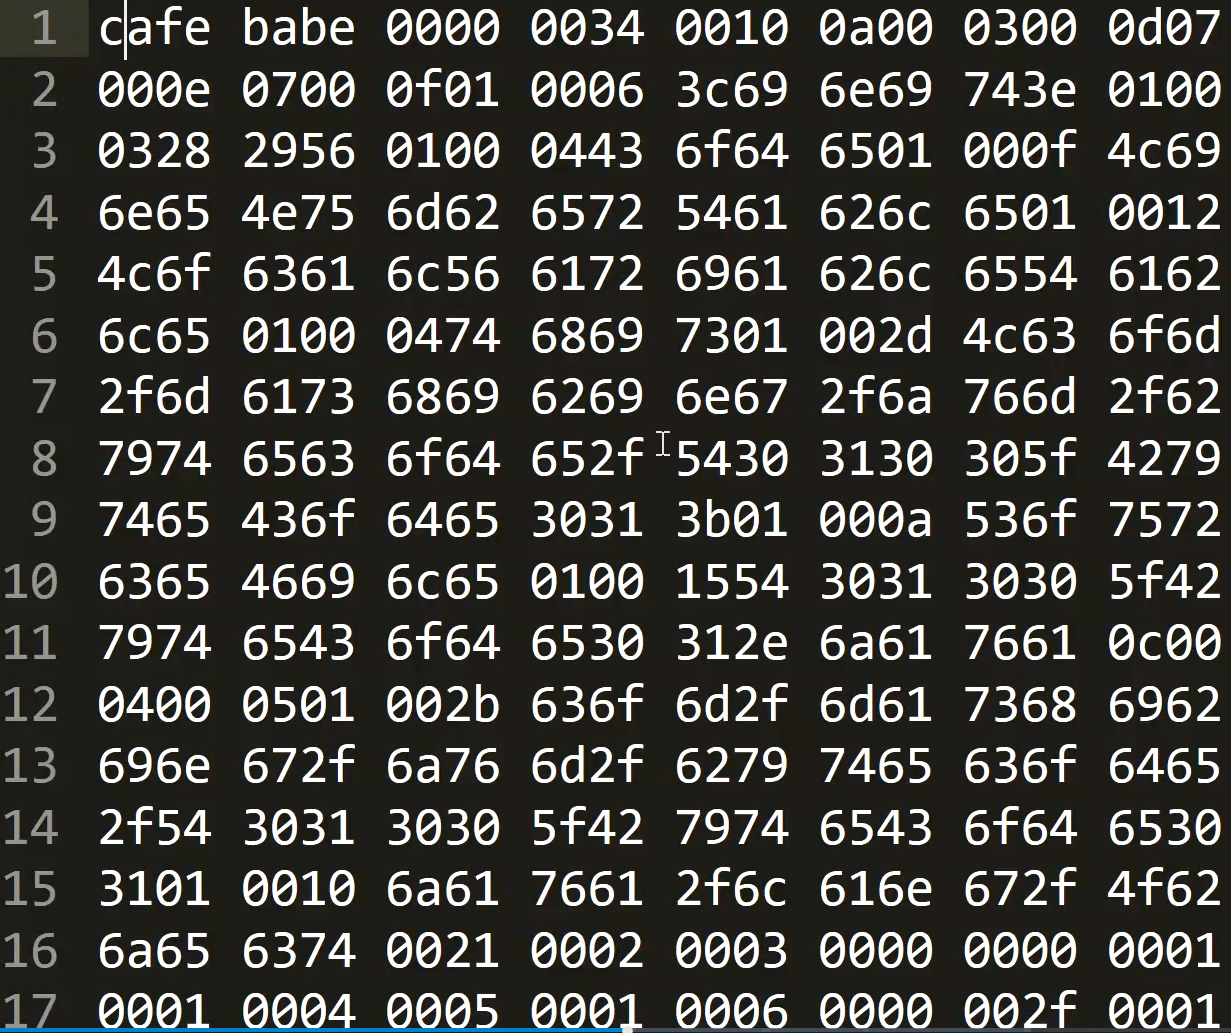 1 cafe babe 0000 0034 0010 0a00 0300 0d07
2 000e 0700 0f01 0006 3c69 6e69 743e 0100
3 0328 2956 0100 0443 6f64 6501 000f 4c69
4 6e65 4e75 6d62 6572 5461 626c 6501 0012
5 4c6f 6361 6c56 6172 6961 626c 6554 6162
6 6c65 0100 0474 6869 7301 002d 4c63 6f6d
7 2f6d 6173 6869 6269 6e67 2f6a 766d 2f62
8 7974 6563 6f64 652f 5430 3130 305f 4279
9 7465 436f 6465 3031 3b01 000a 536f 7572
10 6365 4669 6c65 0100 1554 3031 3030 5f42
11 7974 6543 6f64 6530 312e 6a61 7661 0c00
12 0400 0501 002b 636f 6d2f 6d61 7368 6962
13 696e 672f 6a76 6d2f 6279 7465 636f 6465
14 2f54 3031 3030 5f42 7974 6543 6f64 6530
15 3101 0010 6a61 7661 2f6c 616e 672f 4f62
16 6a65 6374 0021 0002 0003 0000 0000 0001
17 0001 0004 0005 0001 0006 0000 002f 0001